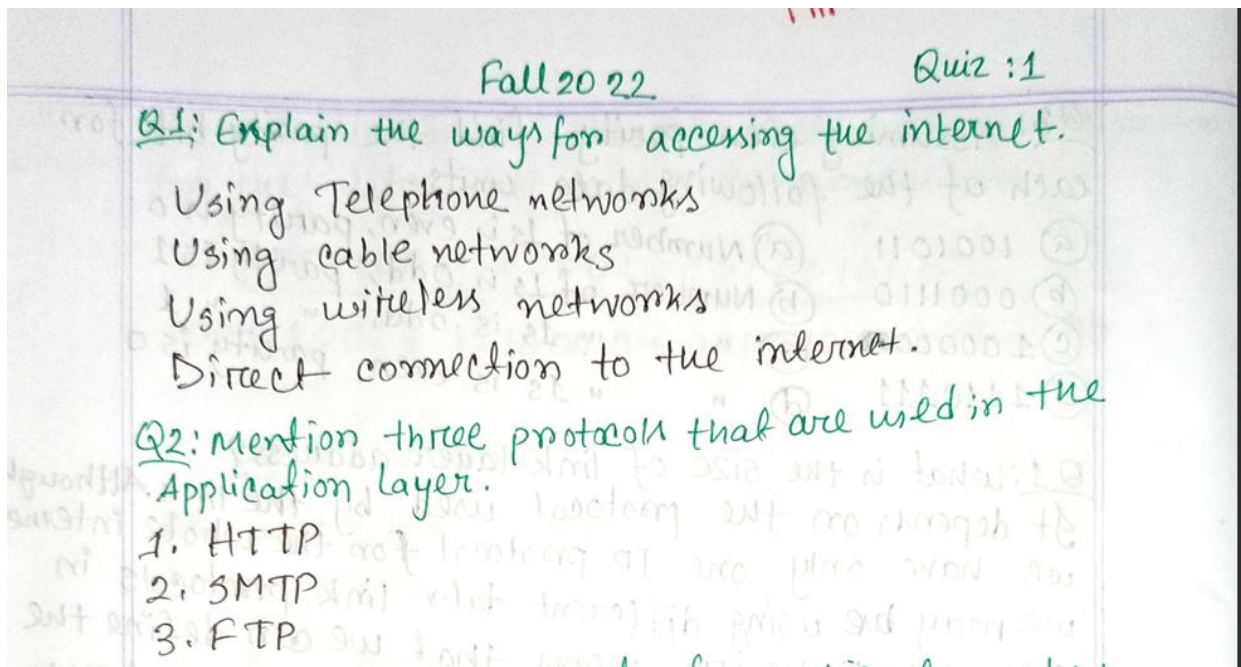 Fall 2022
Quiz : 1
Q1: Explain the ways for accessing the internet.
Using Telephone networks
Using cable networks
Using wireless networks
Direct connection to the internet.
Q2: Mention three protocols that are used in the
Application layer.
1. HTTP
2. SMTP
3. FTP